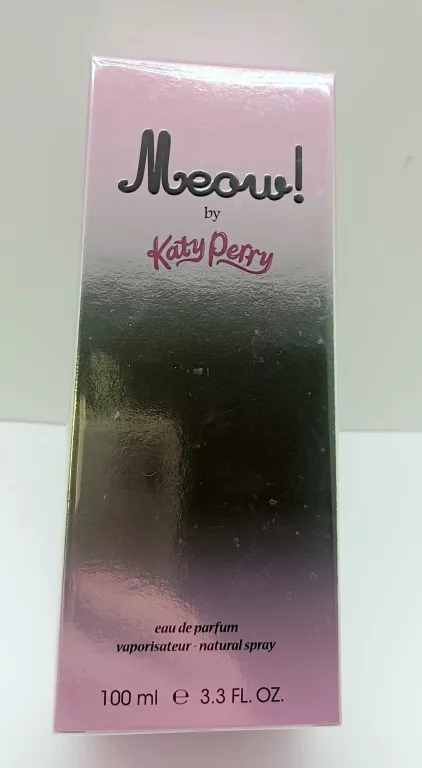 Meow!
by
Katy Perry
eau de parfum
vaporisateur - natural spray
100 ml ℮ 3.3 FL. OZ.